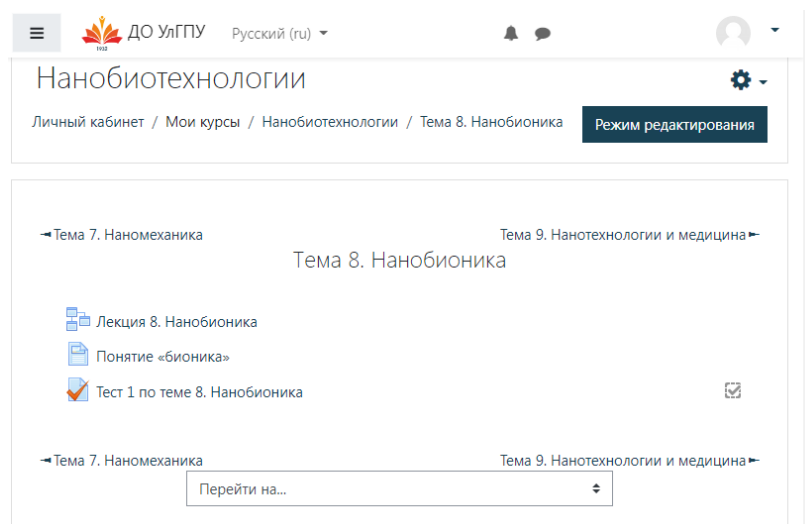 ДО УлГПУ Русский (ru)
Нанобиотехнологии
Личный кабинет / Мои курсы / Нанобиотехнологии / Тема 8. Нанобионика
Режим редактирования
Тема 7. Наномеханика
Тема 9. Нанотехнологии и медицина
Тема 8. Нанобионика
Лекция 8. Нанобионика
Понятие «бионика»
Тест 1 по теме 8. Нанобионика
Тема 7. Наномеханика
Тема 9. Нанотехнологии и медицина
Перейти на...